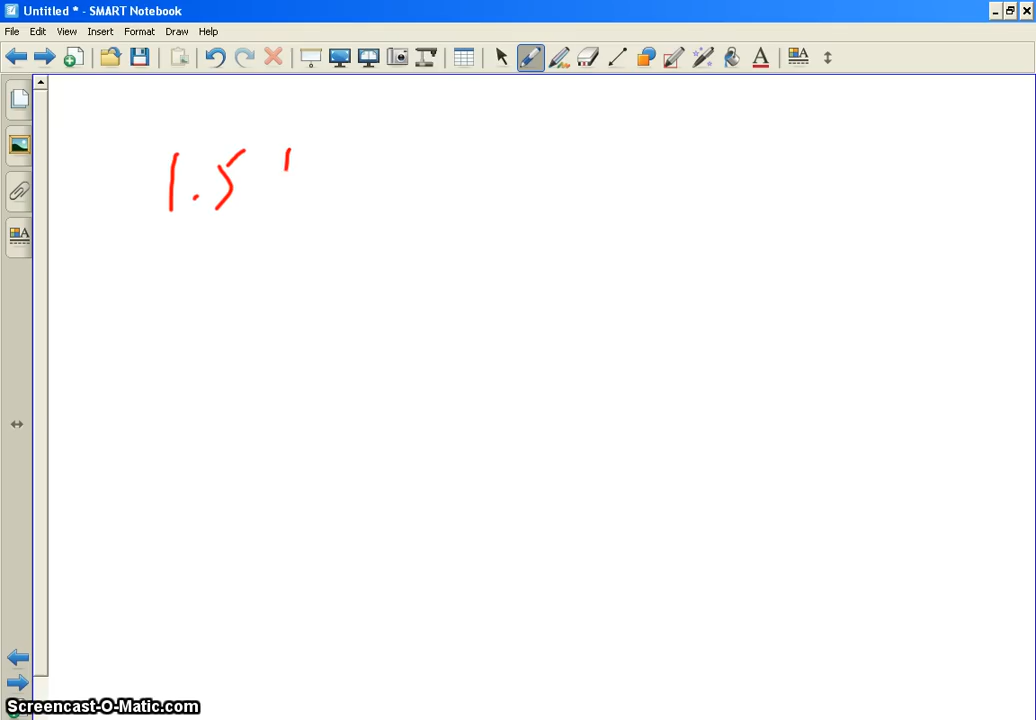 Untitled * - SMART Notebook
File Edit View Insert Format Draw Help
1.5
Screencast-O-Matic.com